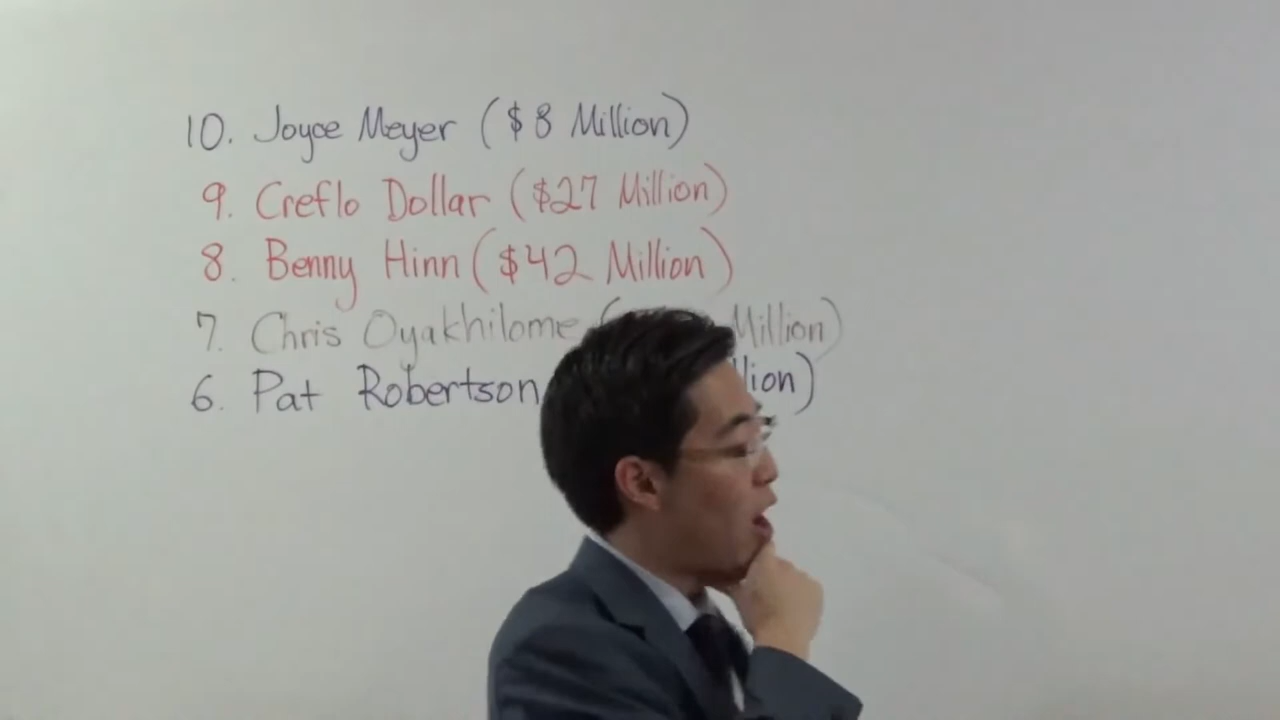 10. Joyce Meyer ($8 Million)
9. Creflo Dollar ($27 Million)
8. Benny Hinn ($42 Million)
7. Chris Oyakhilome ( Million)
6. Pat Robertson